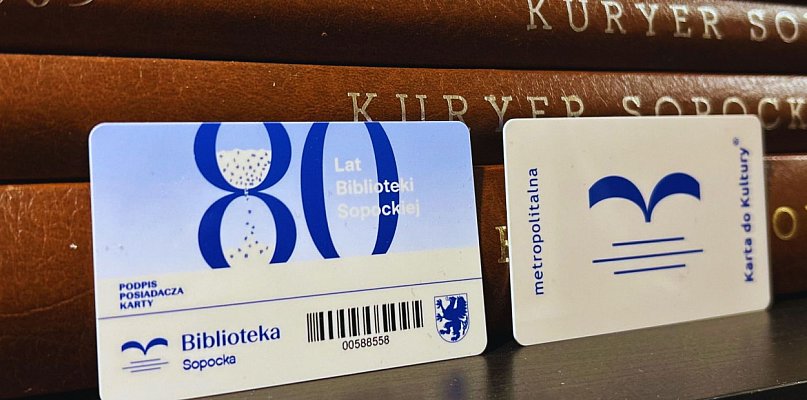 KURYER SO
KURYER SOPOCK
80
Lat
Biblioteki
Sopockiej
PODPIS
POSIADACZA
KARTY
Biblioteka
Sopocka
00588558
metropolitalna
Karta do Kultury®